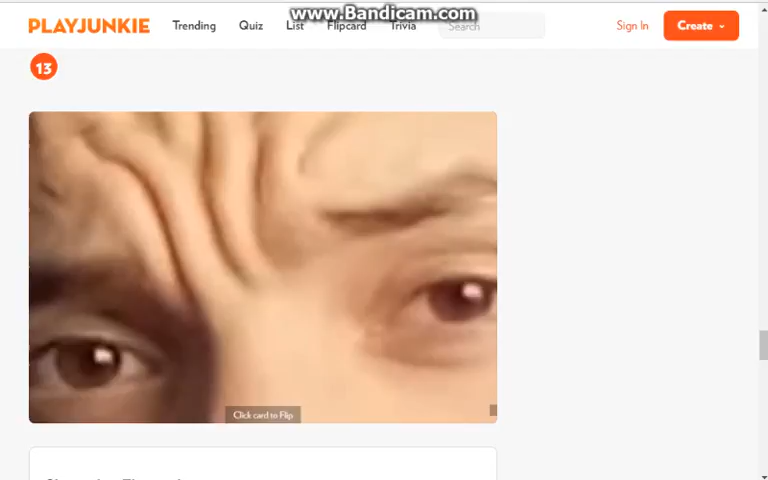 www.Bandicam.com
PLAYJUNKIE Trending Quiz List Flipcard Trivia Search Sign In Create
13
Click card to Flip